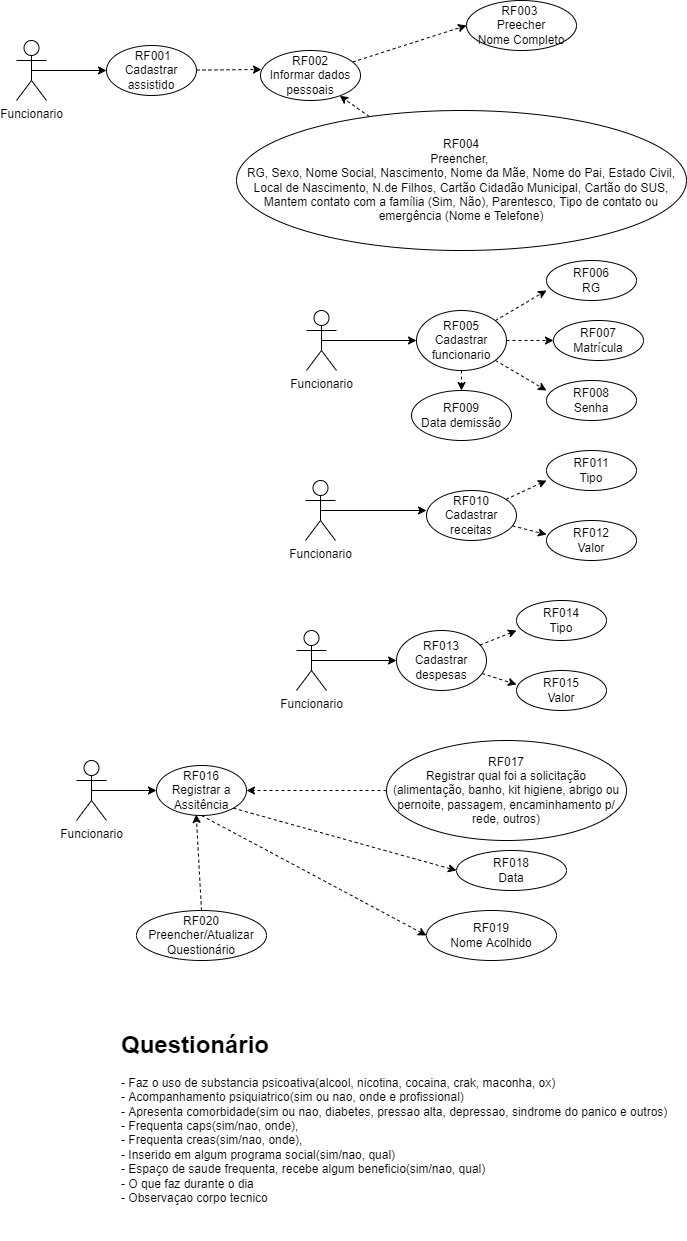 RF003
Preecher
Nome Completo
RF001
Cadastrar
assistido
RF002
Informar dados
pessoais
Funcionario
RF004
Preencher,
RG, Sexo, Nome Social, Nascimento, Nome da Mãe, Nome do Pai, Estado Civil,
Local de Nascimento, N.de Filhos, Cartão Cidadão Municipal, Cartão do SUS,
Mantem contato com a família (Sim, Não), Parentesco, Tipo de contato ou
emergência (Nome e Telefone)
RF006
RG
RF005
Cadastrar
funcionario
RF007
Matrícula
Funcionario
RF008
Senha
RF009
Data demissão
RF011
Tipo
RF010
Cadastrar
receitas
RF012
Valor
Funcionario
RF014
Tipo
RF013
Cadastrar
despesas
RF015
Valor
Funcionario
RF017
Registrar qual foi a solicitação
(alimentação, banho, kit higiene, abrigo ou
pernoite, passagem, encaminhamento p/
rede, outros)
RF016
Registrar a
Assitência
Funcionario
RF018
Data
RF020
Preencher/Atualizar
Questionário
RF019
Nome Acolhido
Questionário
- Faz o uso de substancia psicoativa(alcool, nicotina, cocaina, crak, maconha, ox)
- Acompanhamento psiquiatrico(sim ou nao, onde e profissional)
- Apresenta comorbidade(sim ou nao, diabetes, pressao alta, depressao, sindrome do panico e outros)
- Frequenta caps(sim/nao, onde),
- Frequenta creas(sim/nao, onde),
- Inserido em algum programa social(sim/nao, qual)
- Espaço de saude frequenta, recebe algum beneficio(sim/nao, qual)
- O que faz durante o dia
- Observaçao corpo tecnico